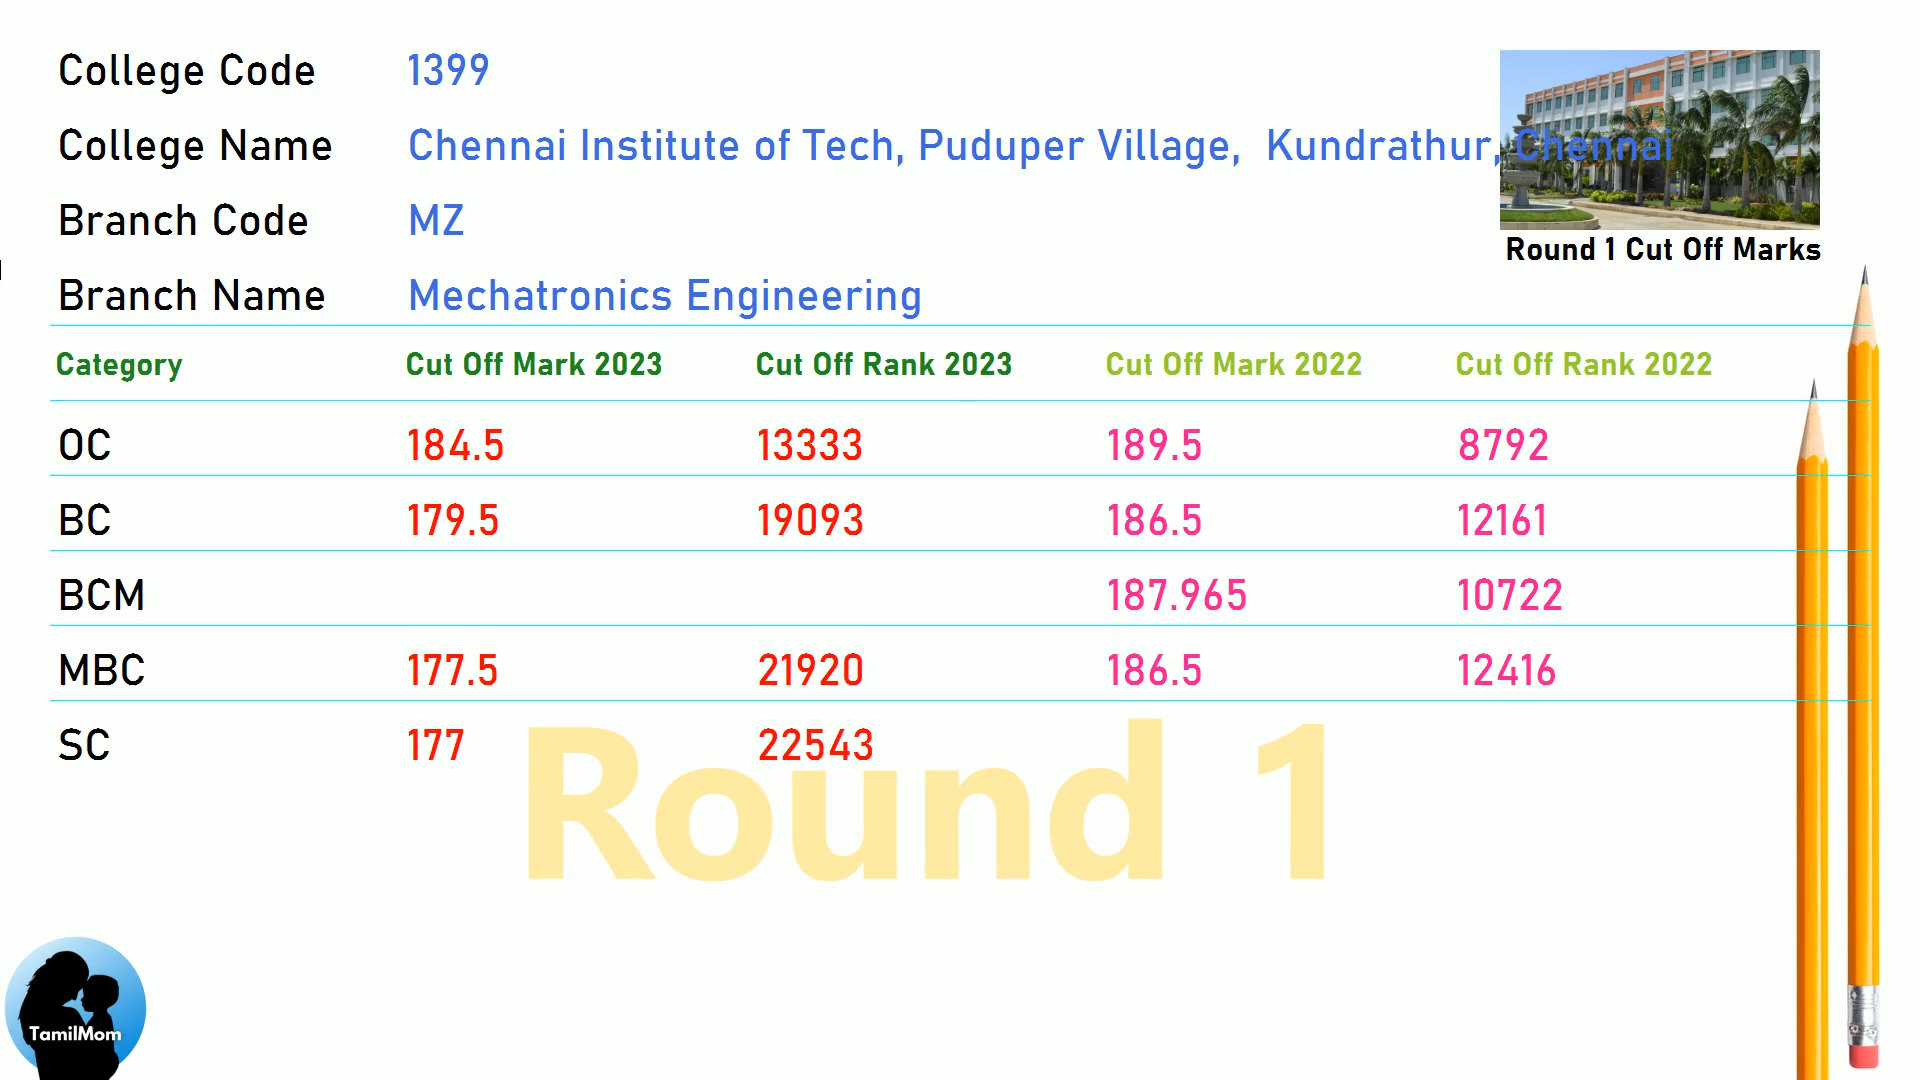 College Code 1399
College Name Chennai Institute of Tech, Puduper Village, Kundrathur, Chennai
Branch Code MZ
Round 1 Cut Off Marks
Branch Name Mechatronics Engineering
Category Cut Off Mark 2023 Cut Off Rank 2023 Cut Off Mark 2022 Cut Off Rank 2022
OC 184.5 13333 189.5 8792
BC 179.5 19093 186.5 12161
BCM 187.965 10722
MBC 177.5 21920 186.5 12416
SC 177 22543
Round 1
TamilMom